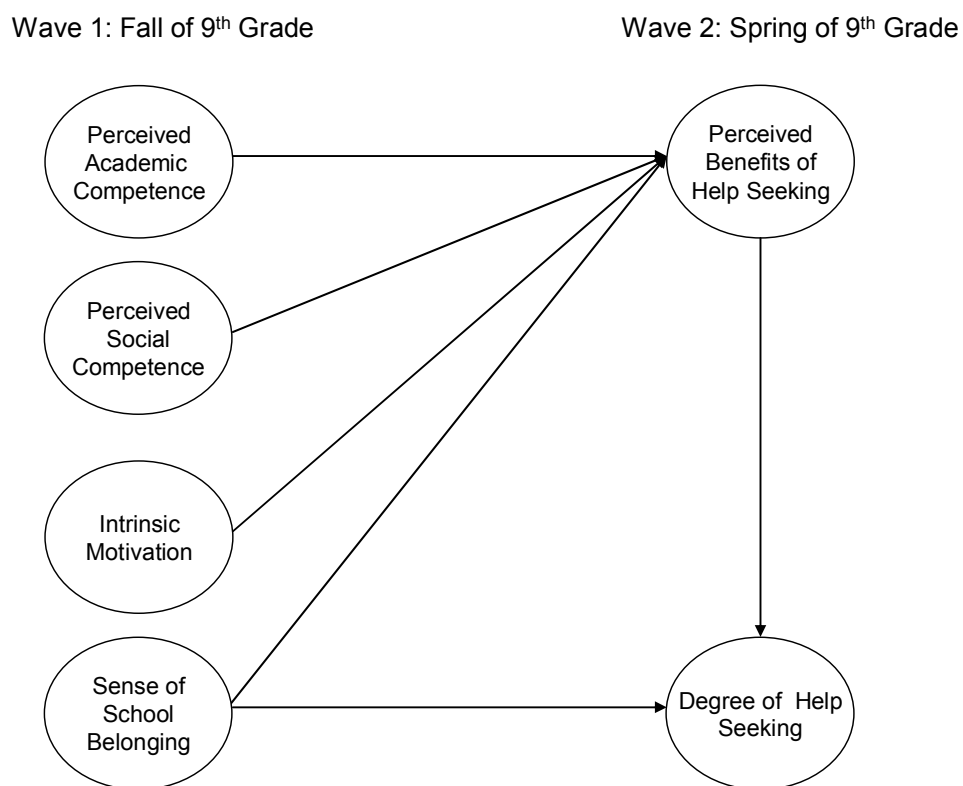 Wave 1: Fall of 9th Grade
Wave 2: Spring of 9th Grade
Perceived
Academic
Competence
Perceived
Benefits of
Help Seeking
Perceived
Social
Competence
Intrinsic
Motivation
Sense of
School
Belonging
Degree of Help
Seeking